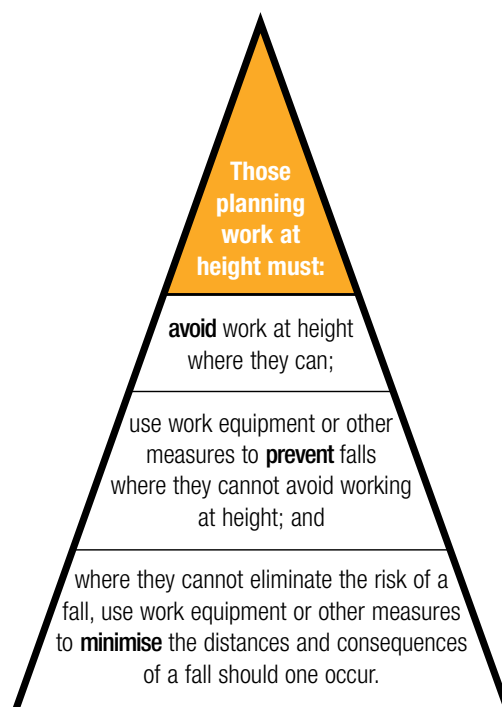 Those
planning
work at
height must:
avoid work at height
where they can;
use work equipment or other
measures to prevent falls
where they cannot avoid working
at height; and
where they cannot eliminate the risk of a
fall, use work equipment or other measures
to minimise the distances and consequences
of a fall should one occur.